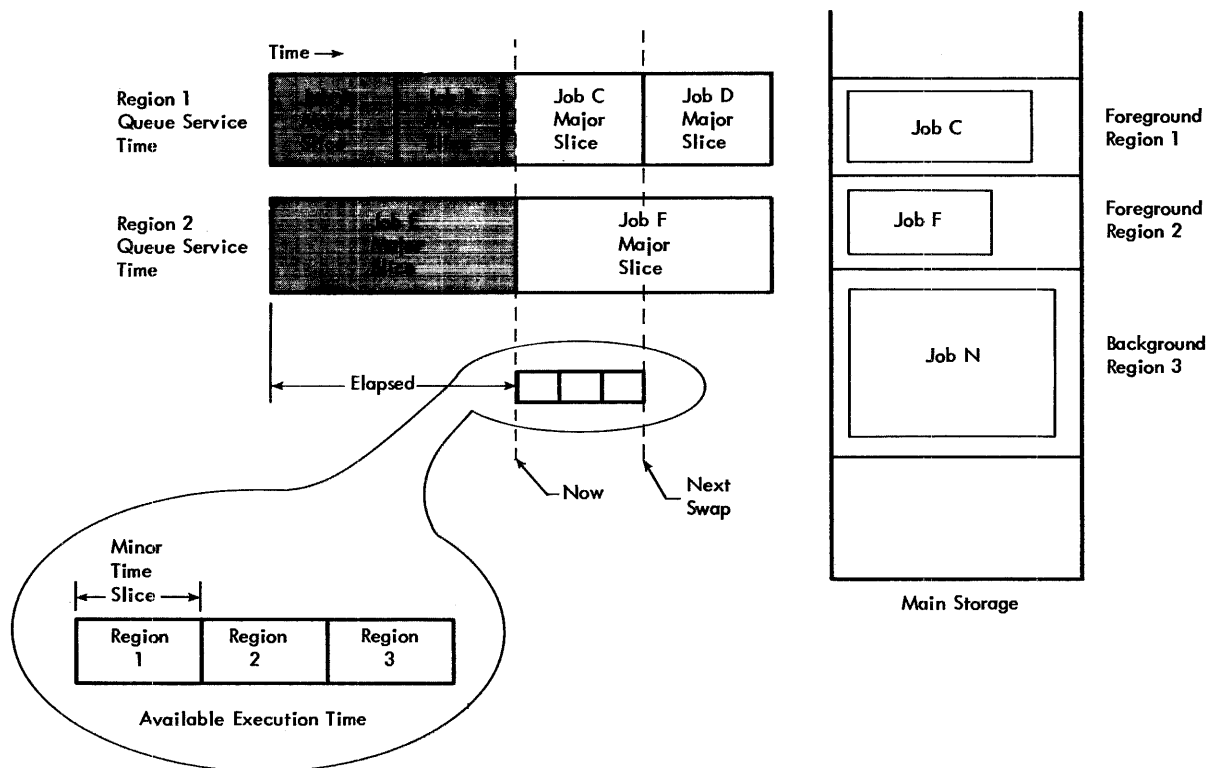 Time →
Region 1
Queue Service
Time
Job C
Major
Slice
Job D
Major
Slice
Region 2
Queue Service
Time
Job F
Major
Slice
Elapsed
Now
Next
Swap
Minor
Time
Slice
Region
1
Region
2
Region
3
Available Execution Time
Job C
Foreground
Region 1
Job F
Foreground
Region 2
Job N
Background
Region 3
Main Storage